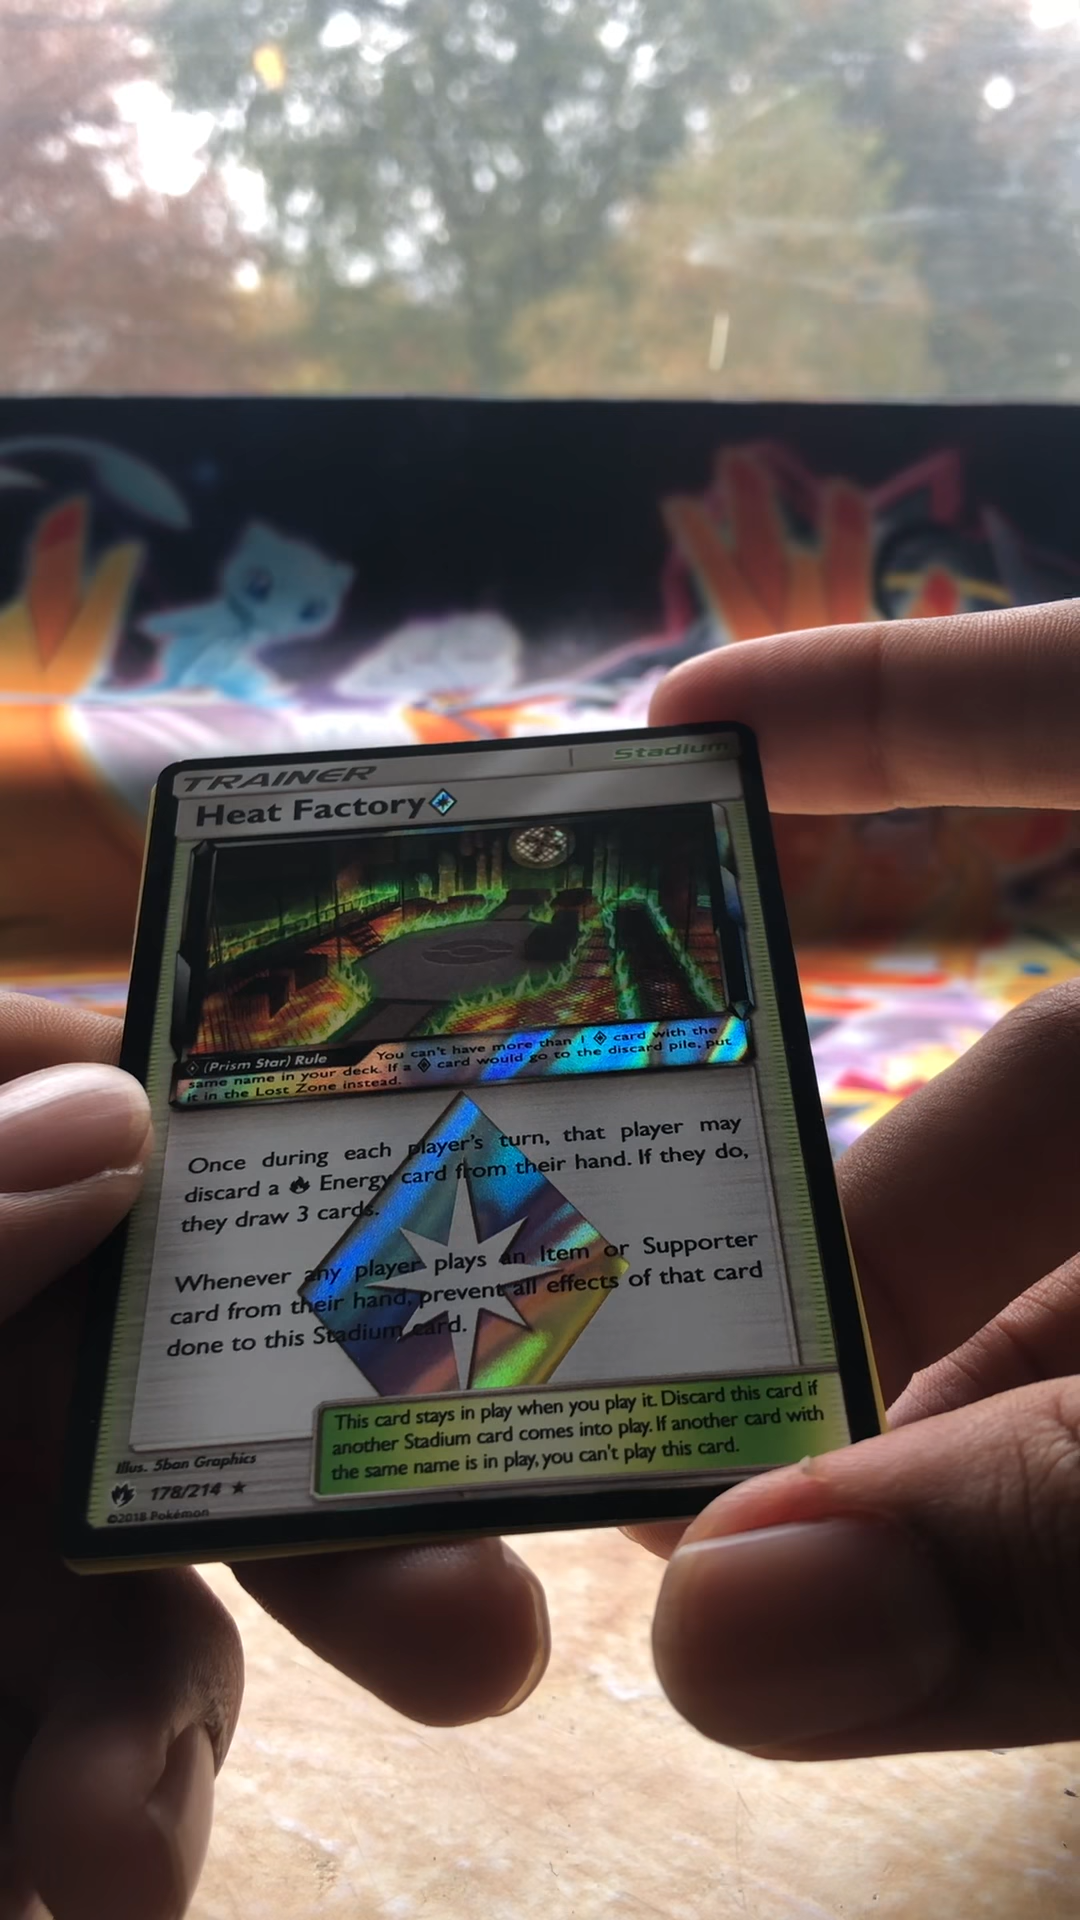 TRAINER
Stadium
Heat Factory
(Prism Star) Rule
You can't have more than 1 card with the
same name in your deck. If a card would go to the discard pile, put
it in the Lost Zone instead.
Once during each player's turn, that player may
discard a Energy card from their hand. If they do,
they draw 3 cards.
Whenever any player plays an Item or Supporter
card from their hand, prevent all effects of that card
done to this Stadium card.
This card stays in play when you play it. Discard this card if
another Stadium card comes into play. If another card with
the same name is in play, you can't play this card.
Illus. 5ban Graphics
178/214 ★
©2018 Pokémon